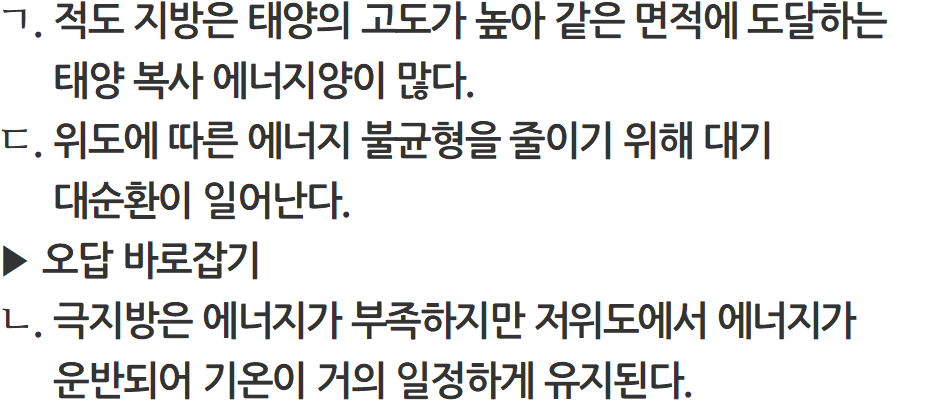 ㄱ. 적도 지방은 태양의 고도가 높아 같은 면적에 도달하는
태양 복사 에너지양이 많다.
ㄷ. 위도에 따른 에너지 불균형을 줄이기 위해 대기
대순환이 일어난다.
▶ 오답 바로잡기
ㄴ. 극지방은 에너지가 부족하지만 저위도에서 에너지가
운반되어 기온이 거의 일정하게 유지된다.